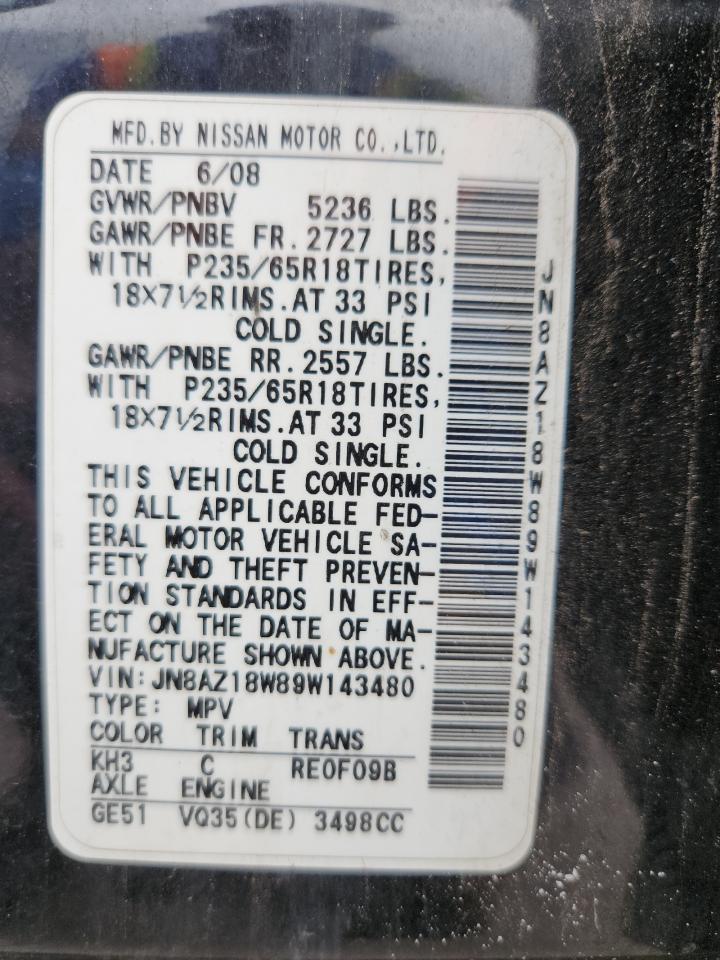 MFD.BY NISSAN MOTOR CO.,LTD.
DATE 6/08
GVWR/PNBV 5236 LBS.
GAWR/PNBE FR.2727 LBS.
WITH P235/65R18TIRES,
18X7½RIMS.AT 33 PSI
COLD SINGLE.
GAWR/PNBE RR.2557 LBS.
WITH P235/65R18TIRES,
18X7½RIMS.AT 33 PSI
COLD SINGLE.
THIS VEHICLE CONFORMS
TO ALL APPLICABLE FED-
ERAL MOTOR VEHICLE SA-
FETY AND THEFT PREVEN-
TION STANDARDS IN EFF-
ECT ON THE DATE OF MA-
NUFACTURE SHOWN ABOVE.
VIN:JN8AZ18W89W143480
TYPE: MPV
COLOR TRIM TRANS
KH3 C RE0F09B
AXLE ENGINE
GE51 VQ35(DE) 3498CC
JN8AZ18W89W143480